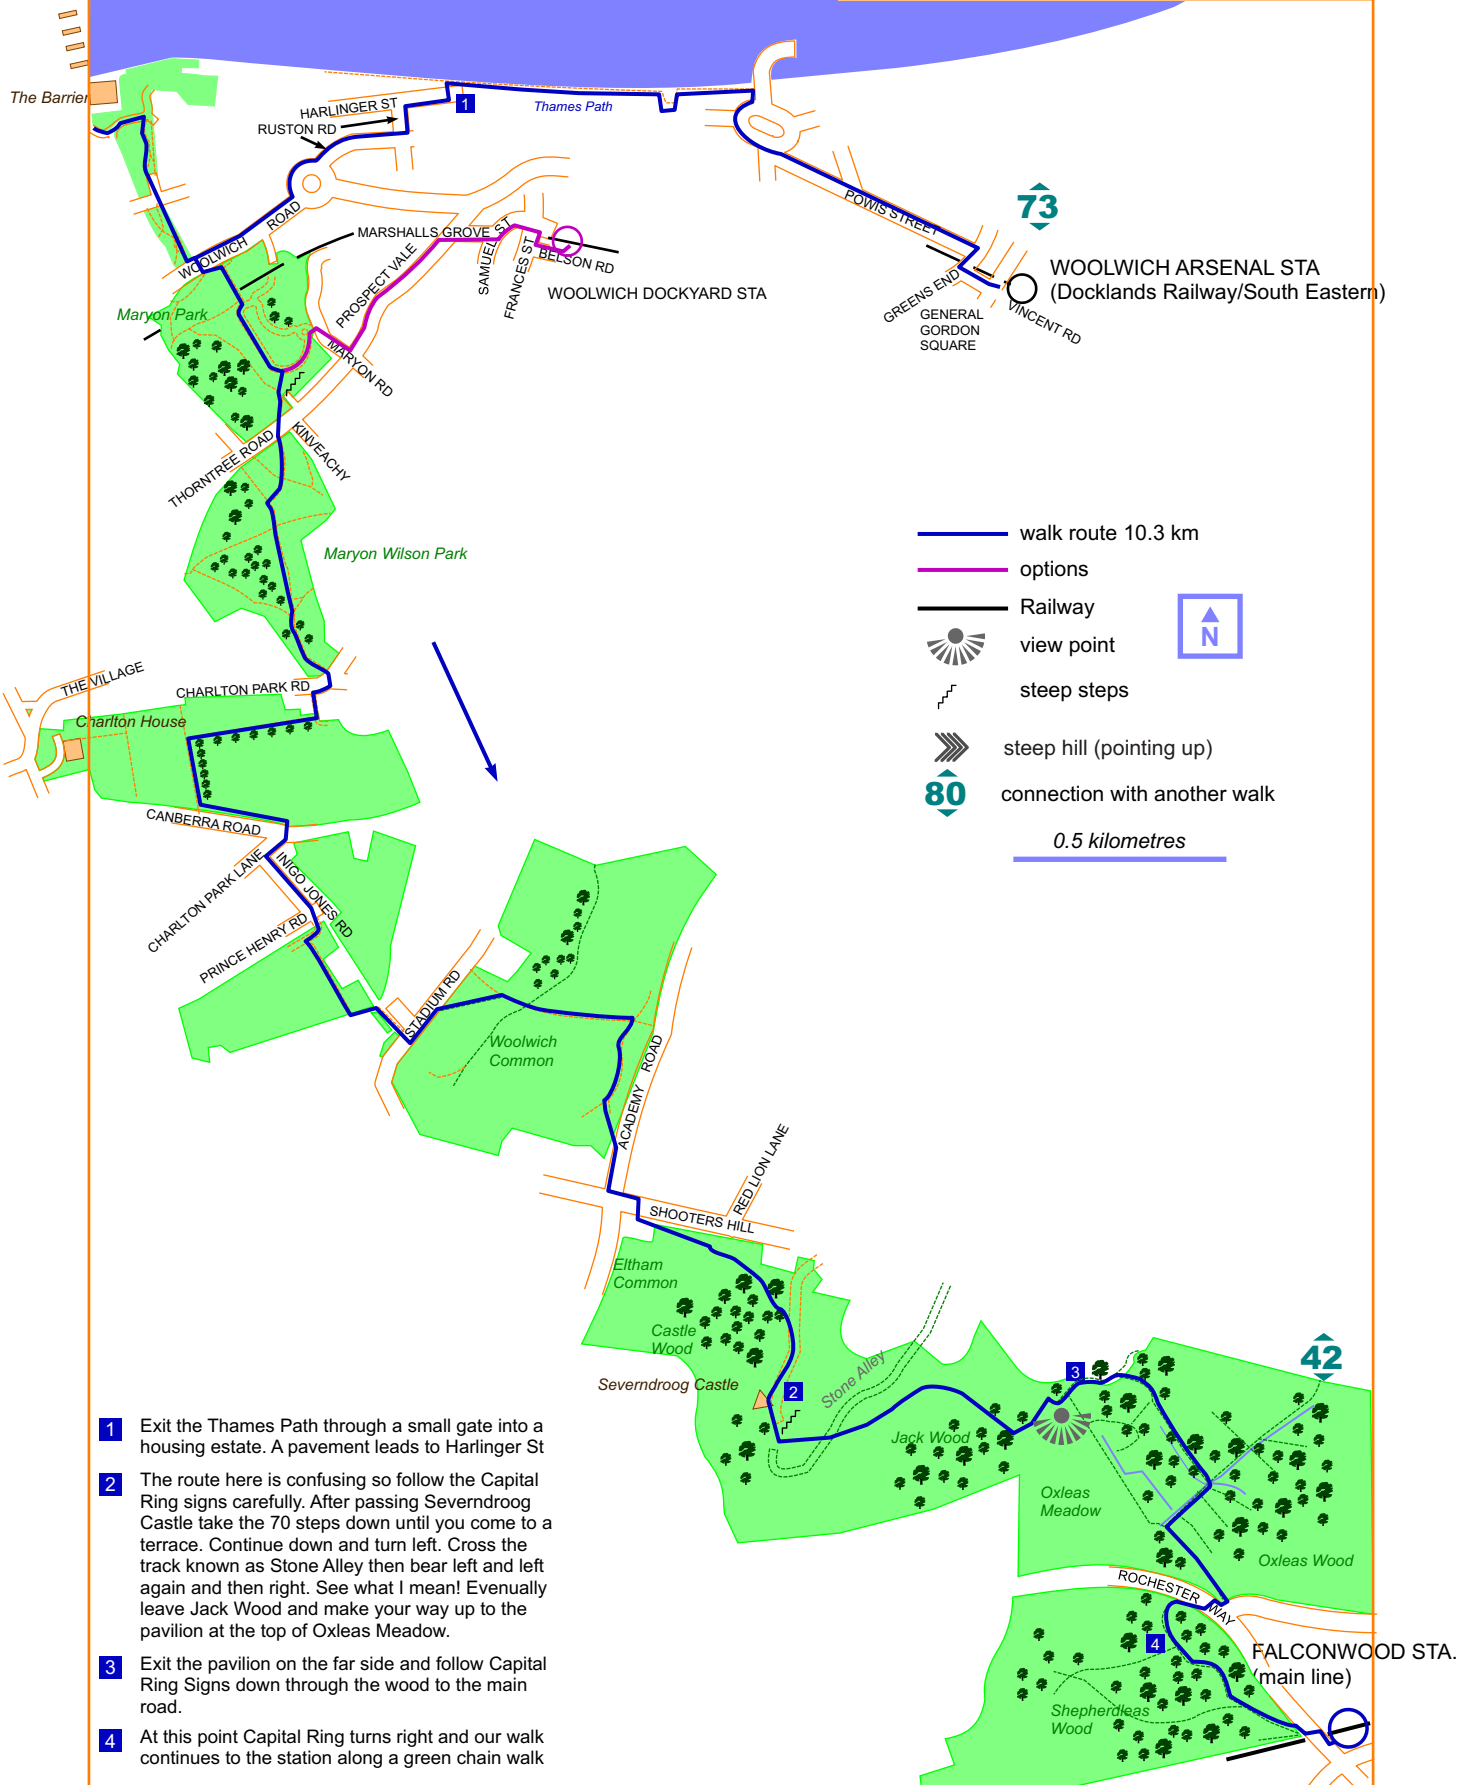 The Barrier
HARLINGER ST
RUSTON RD
1
Thames Path
73
WOOLWICH ARSENAL STA
(Docklands Railway/South Eastern)
POWIS STREET
GREENS END
VINCENT RD
GENERAL
GORDON
SQUARE
WOOLWICH ROAD
MARSHALLS GROVE
SAMUEL ST
FRANCES ST
BELSON RD
WOOLWICH DOCKYARD STA
PROSPECT VALE
Maryon Park
MARYON RD
KINVEACHY
THORNTREE ROAD
Maryon Wilson Park
walk route 10.3 km
options
Railway
view point
N
steep steps
steep hill (pointing up)
80
connection with another walk
0.5 kilometres
THE VILLAGE
CHARLTON PARK RD
Charlton House
CANBERRA ROAD
CHARLTON PARK LANE
INIGO JONES RD
PRINCE HENRY RD
STADIUM RD
Woolwich
Common
ACADEMY ROAD
RED LION LANE
SHOOTERS HILL
Eltham
Common
Castle
Wood
Severndroog Castle
2
Stone Alley
Jack Wood
3
42
Oxleas
Meadow
Oxleas Wood
ROCHESTER WAY
4
FALCONWOOD STA.
(main line)
Shepherdleas
Wood
1
Exit the Thames Path through a small gate into a
housing estate. A pavement leads to Harlinger St
2
The route here is confusing so follow the Capital
Ring signs carefully. After passing Severndroog
Castle take the 70 steps down until you come to a
terrace. Continue down and turn left. Cross the
track known as Stone Alley then bear left and left
again and then right. See what I mean! Evenually
leave Jack Wood and make your way up to the
pavilion at the top of Oxleas Meadow.
3
Exit the pavilion on the far side and follow Capital
Ring Signs down through the wood to the main
road.
4
At this point Capital Ring turns right and our walk
continues to the station along a green chain walk